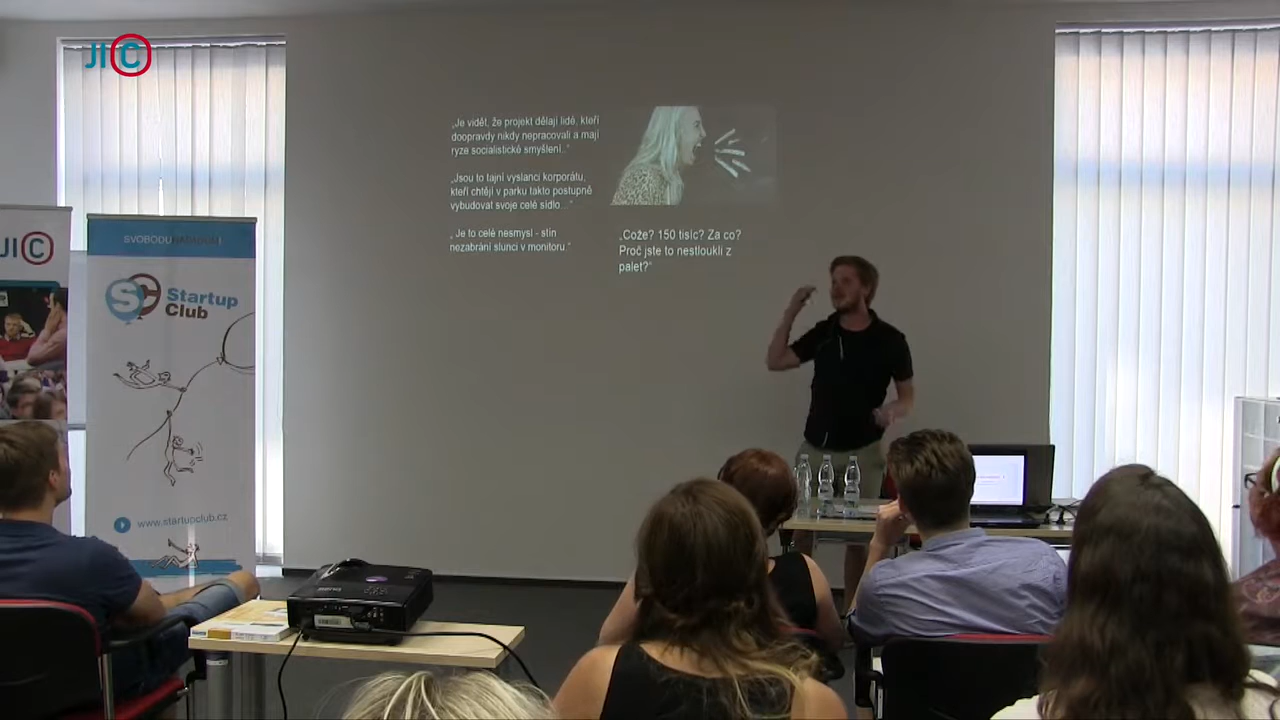 JIC
„Je vidět, že projekt dělají lidé, kteří
doopravdy nikdy nepracovali a mají
ryze socialistické smýšlení..“
„Jsou to tajní vyslanci korporátu,
kteří chtějí v parku takto postupně
vybudovat svoje celé sídlo...“
„ Je to celé nesmysl - stín
nezabrání slunci v monitoru.“
„Cože? 150 tisíc? Za co?
Proč jste to nestloukli z
palet?“
JIC
SC Startup
Club
www.startupclub.cz